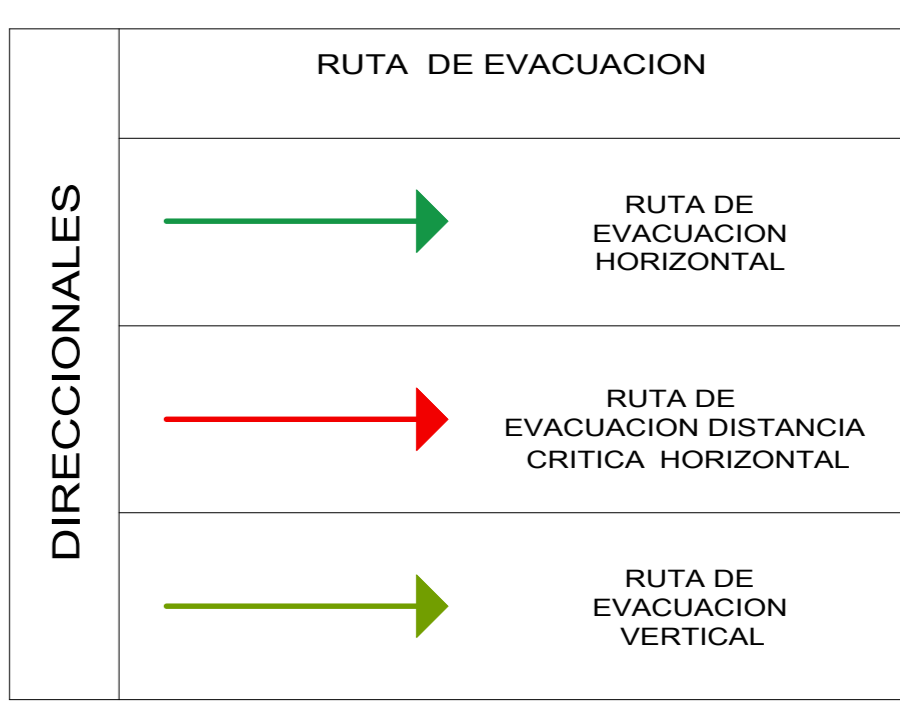 DIRECCIONALES
RUTA DE EVACUACION
RUTA DE
EVACUACION
HORIZONTAL
RUTA DE
EVACUACION DISTANCIA
CRITICA HORIZONTAL
RUTA DE
EVACUACION
VERTICAL